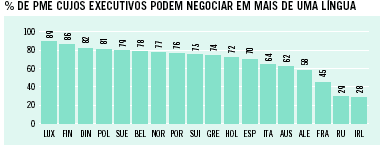 % DE PME CUJOS EXECUTIVOS PODEM NEGOCIAR EM MAIS DE UMA LÍNGUA
100
80
60
40
20
0
89 86 82 81 79 78 77 76 75 74 72 70 64 62 58 45 29 28
LUX FIN DIN POL SUE BEL NOR POR SUI GRE HOL ESP ITA AUS ALE FRA RU IRL